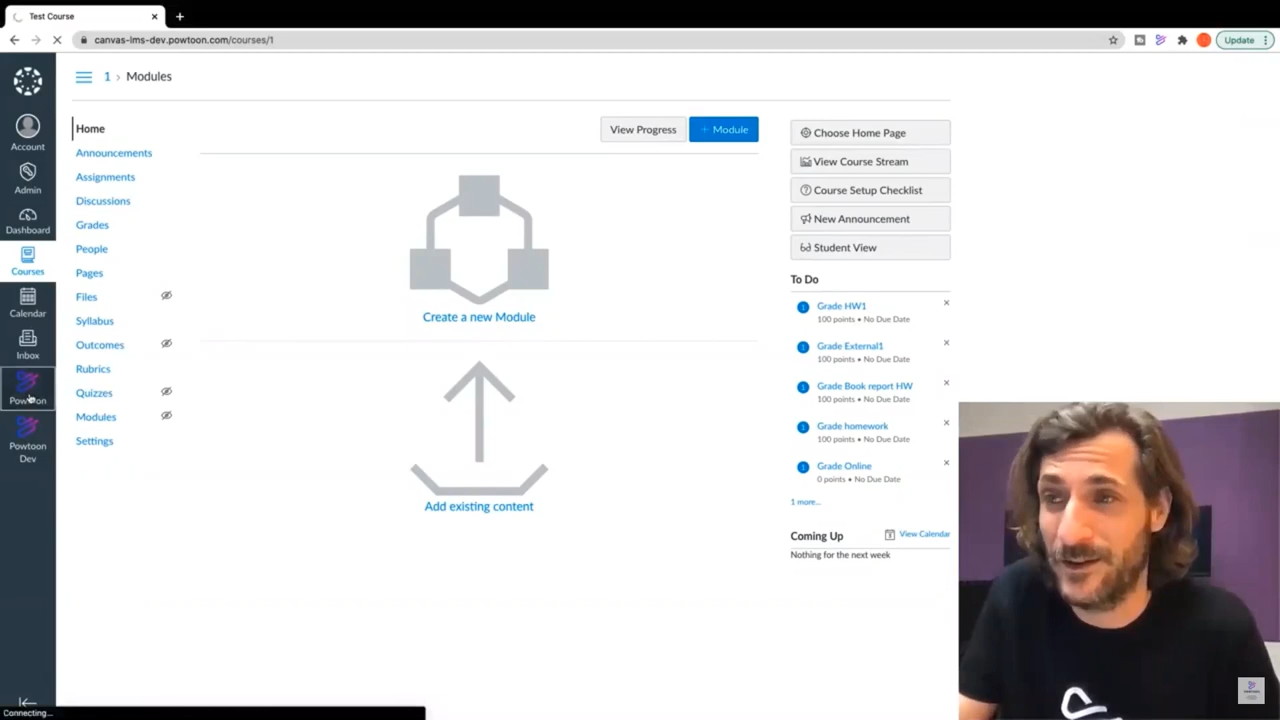 Test Course
canvas-lms-dev.powtoon.com/courses/1
Update
1 > Modules
Account
Admin
Dashboard
Courses
Calendar
Inbox
Powtoon
Powtoon
Dev
Home
Announcements
Assignments
Discussions
Grades
People
Pages
Files
Syllabus
Outcomes
Rubrics
Quizzes
Modules
Settings
View Progress
+ Module
Create a new Module
Add existing content
Choose Home Page
View Course Stream
Course Setup Checklist
New Announcement
Student View
To Do
Grade HW1
100 points • No Due Date
Grade External1
100 points • No Due Date
Grade Book report HW
100 points • No Due Date
Grade homework
100 points • No Due Date
Grade Online
0 points • No Due Date
1 more...
Coming Up
View Calendar
Nothing for the next week
Connecting...